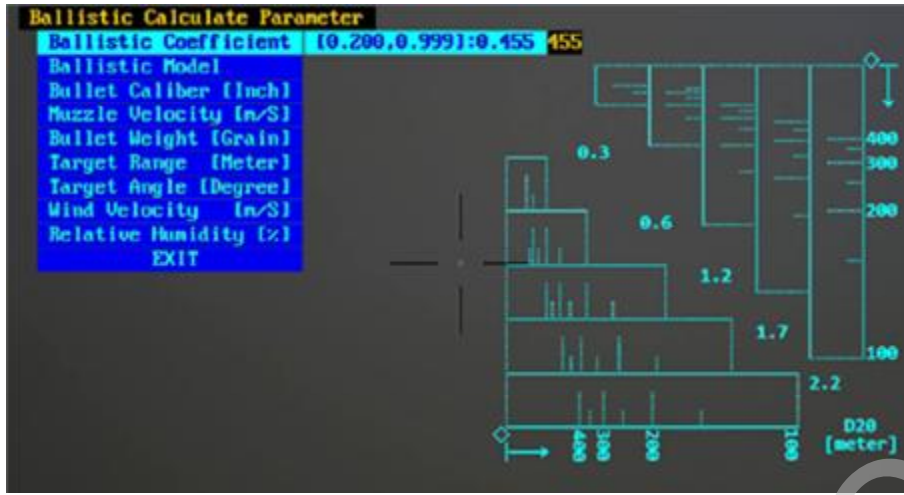 Ballistic Calculate Parameter
Ballistic Coefficient [0.200,0.999]:0.455 455
Ballistic Model
Bullet Caliber [Inch]
Muzzle Velocity [m/S]
Bullet Weight [Grain]
Target Range [Meter]
Target Angle [Degree]
Wind Velocity [m/S]
Relative Humidity [%]
EXIT
0.3
0.6
1.2
1.7
2.2
400
300
200
100
400
300
200
100
D20
[meter]